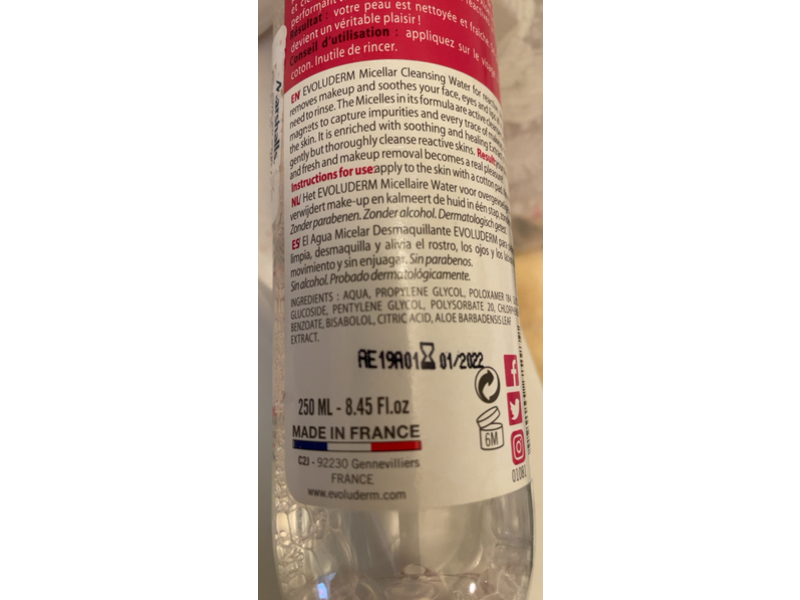 performant
Résultat : votre peau est nettoyée et fraîche.
devient un véritable plaisir !
Conseil d'utilisation : appliquez sur le visage
coton. Inutile de rincer.
EN EVOLUDERM Micellar Cleansing Water for
removes makeup and soothes your face, eyes and
need to rinse. The Micelles in its formula are active
magnets to capture impurities and every trace of
the skin. It is enriched with soothing and healing
gently but thoroughly cleanse reactive skins. Result:
and fresh and makeup removal becomes a real
Instructions for use: apply to the skin with a cotton
NL Het EVOLUDERM Micellaire Water voor
verwijdert make-up en kalmeert de huid in één stap,
Zonder parabenen. Zonder alcohol. Dermatologisch getest.
ES El Agua Micelar Desmaquillante EVOLUDERM para
limpia, desmaquilla y alivia el rostro, los ojos y los
movimiento y sin enjuagar. Sin parabenos.
Sin alcohol. Probado dermatológicamente.
INGREDIENTS : AQUA, PROPYLENE GLYCOL, POLOXAMER 184,
GLUCOSIDE, PENTYLENE GLYCOL, POLYSORBATE 20,
BENZOATE, BISABOLOL, CITRIC ACID, ALOE BARBADENSIS LEAF
EXTRACT.
AE19A01 01/2022
250 ML - 8.45 Fl.oz
6M
MADE IN FRANCE
C2J - 92230 Gennevilliers
FRANCE
www.evoluderm.com
Marshalls